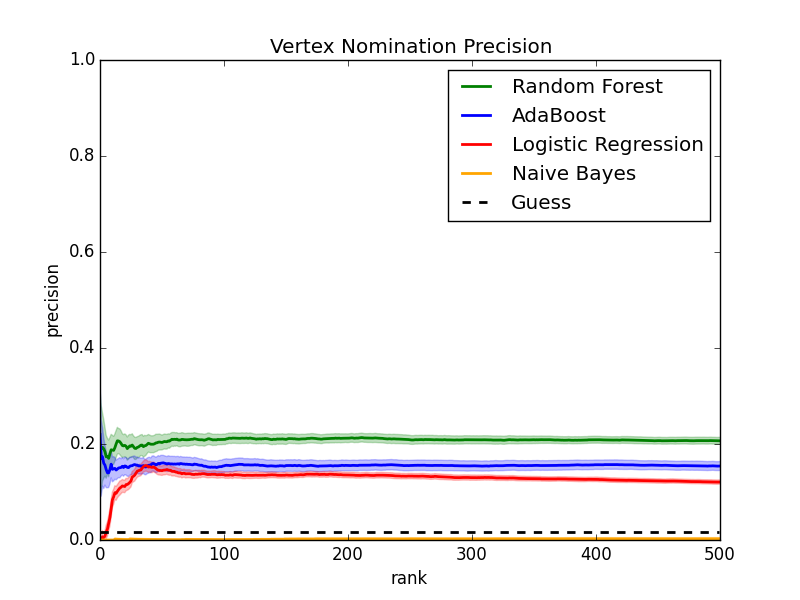 Vertex Nomination Precision
1.0
0.8
0.6
0.4
0.2
0.0
precision
Random Forest
AdaBoost
Logistic Regression
Naive Bayes
Guess
0 100 200 300 400 500
rank